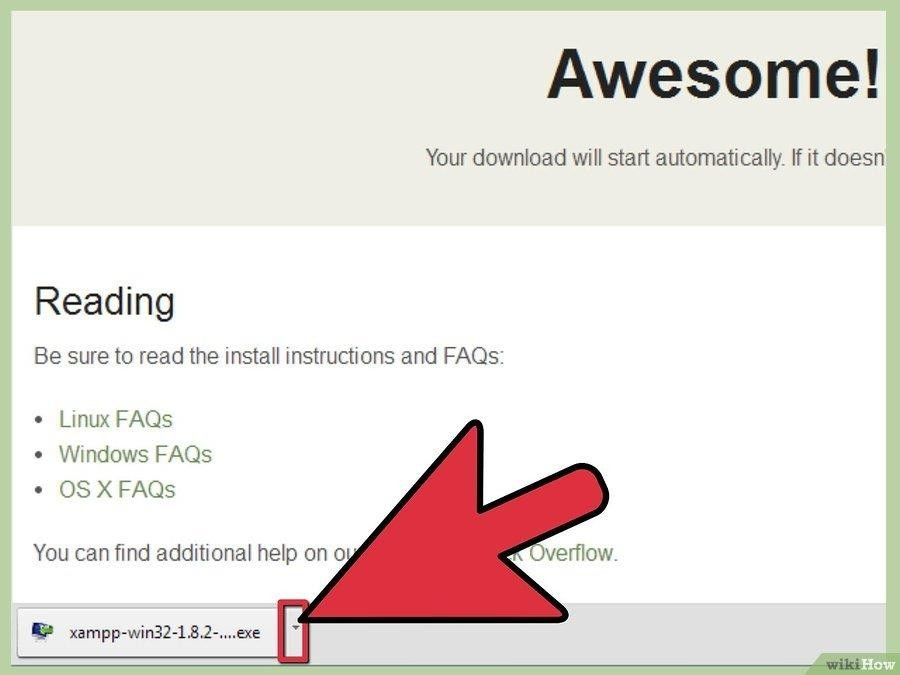 Awesome!
Your download will start automatically. If it doesn'
Reading
Be sure to read the install instructions and FAQs:
• Linux FAQs
• Windows FAQs
• OS X FAQs
You can find additional help on Overflow.
xampp-win32-1.8.2-....exe
wikiHow